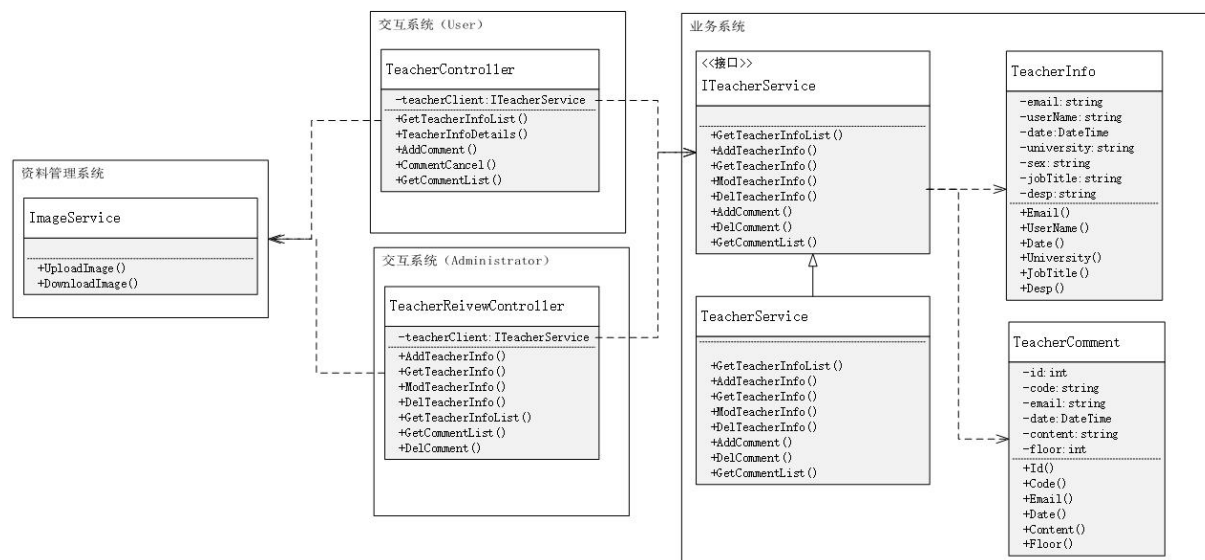 资料管理系统
ImageService
+UploadImage()
+DownloadImage()
交互系统（User）
TeacherController
-teacherClient:ITeacherService
+GetTeacherInfoList()
+TeacherInfoDetails()
+AddComment()
+CommentCancel()
+GetCommentList()
交互系统（Administrator）
TeacherReivewController
-teacherClient:ITeacherService
+AddTeacherInfo()
+GetTeacherInfo()
+ModTeacherInfo()
+DelTeacherInfo()
+GetTeacherInfoList()
+GetCommentList()
+DelComment()
业务系统
<<接口>>
ITeacherService
+GetTeacherInfoList()
+AddTeacherInfo()
+GetTeacherInfo()
+ModTeacherInfo()
+DelTeacherInfo()
+AddComment()
+DelComment()
+GetCommentList()
TeacherService
+GetTeacherInfoList()
+AddTeacherInfo()
+GetTeacherInfo()
+ModTeacherInfo()
+DelTeacherInfo()
+AddComment()
+DelComment()
+GetCommentList()
TeacherInfo
-email:string
-userName:string
-date:DateTime
-university:string
-sex:string
-jobTitle:string
-desp:string
+Email()
+UserName()
+Date()
+University()
+JobTitle()
+Desp()
TeacherComment
-id:int
-code:string
-email:string
-date:DateTime
-content:string
-floor:int
+Id()
+Code()
+Email()
+Date()
+Content()
+Floor()